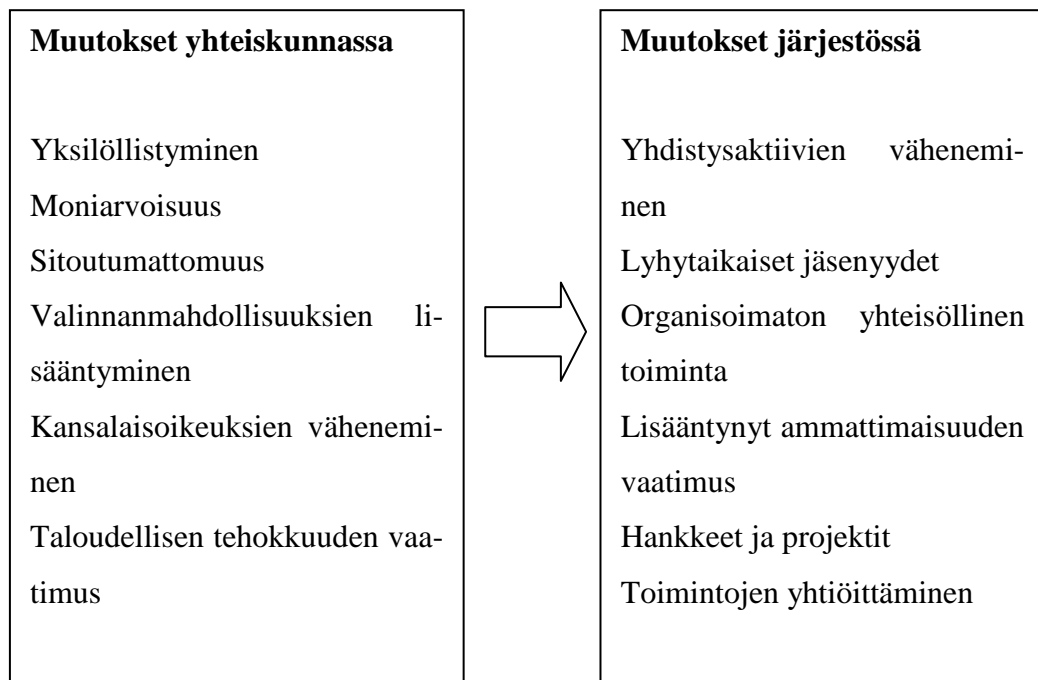 Muutokset yhteiskunnassa
Yksilöllistyminen
Moniarvoisuus
Sitoutumattomuus
Valinnanmahdollisuuksien li-
sääntyminen
Kansalaisoikeuksien vähenemi-
nen
Taloudellisen tehokkuuden vaa-
timus
Muutokset järjestössä
Yhdistysaktiivien vähenemi-
nen
Lyhytaikaiset jäsenyydet
Organisoimaton yhteisöllinen
toiminta
Lisääntynyt ammattimaisuuden
vaatimus
Hankkeet ja projektit
Toimintojen yhtiöittäminen